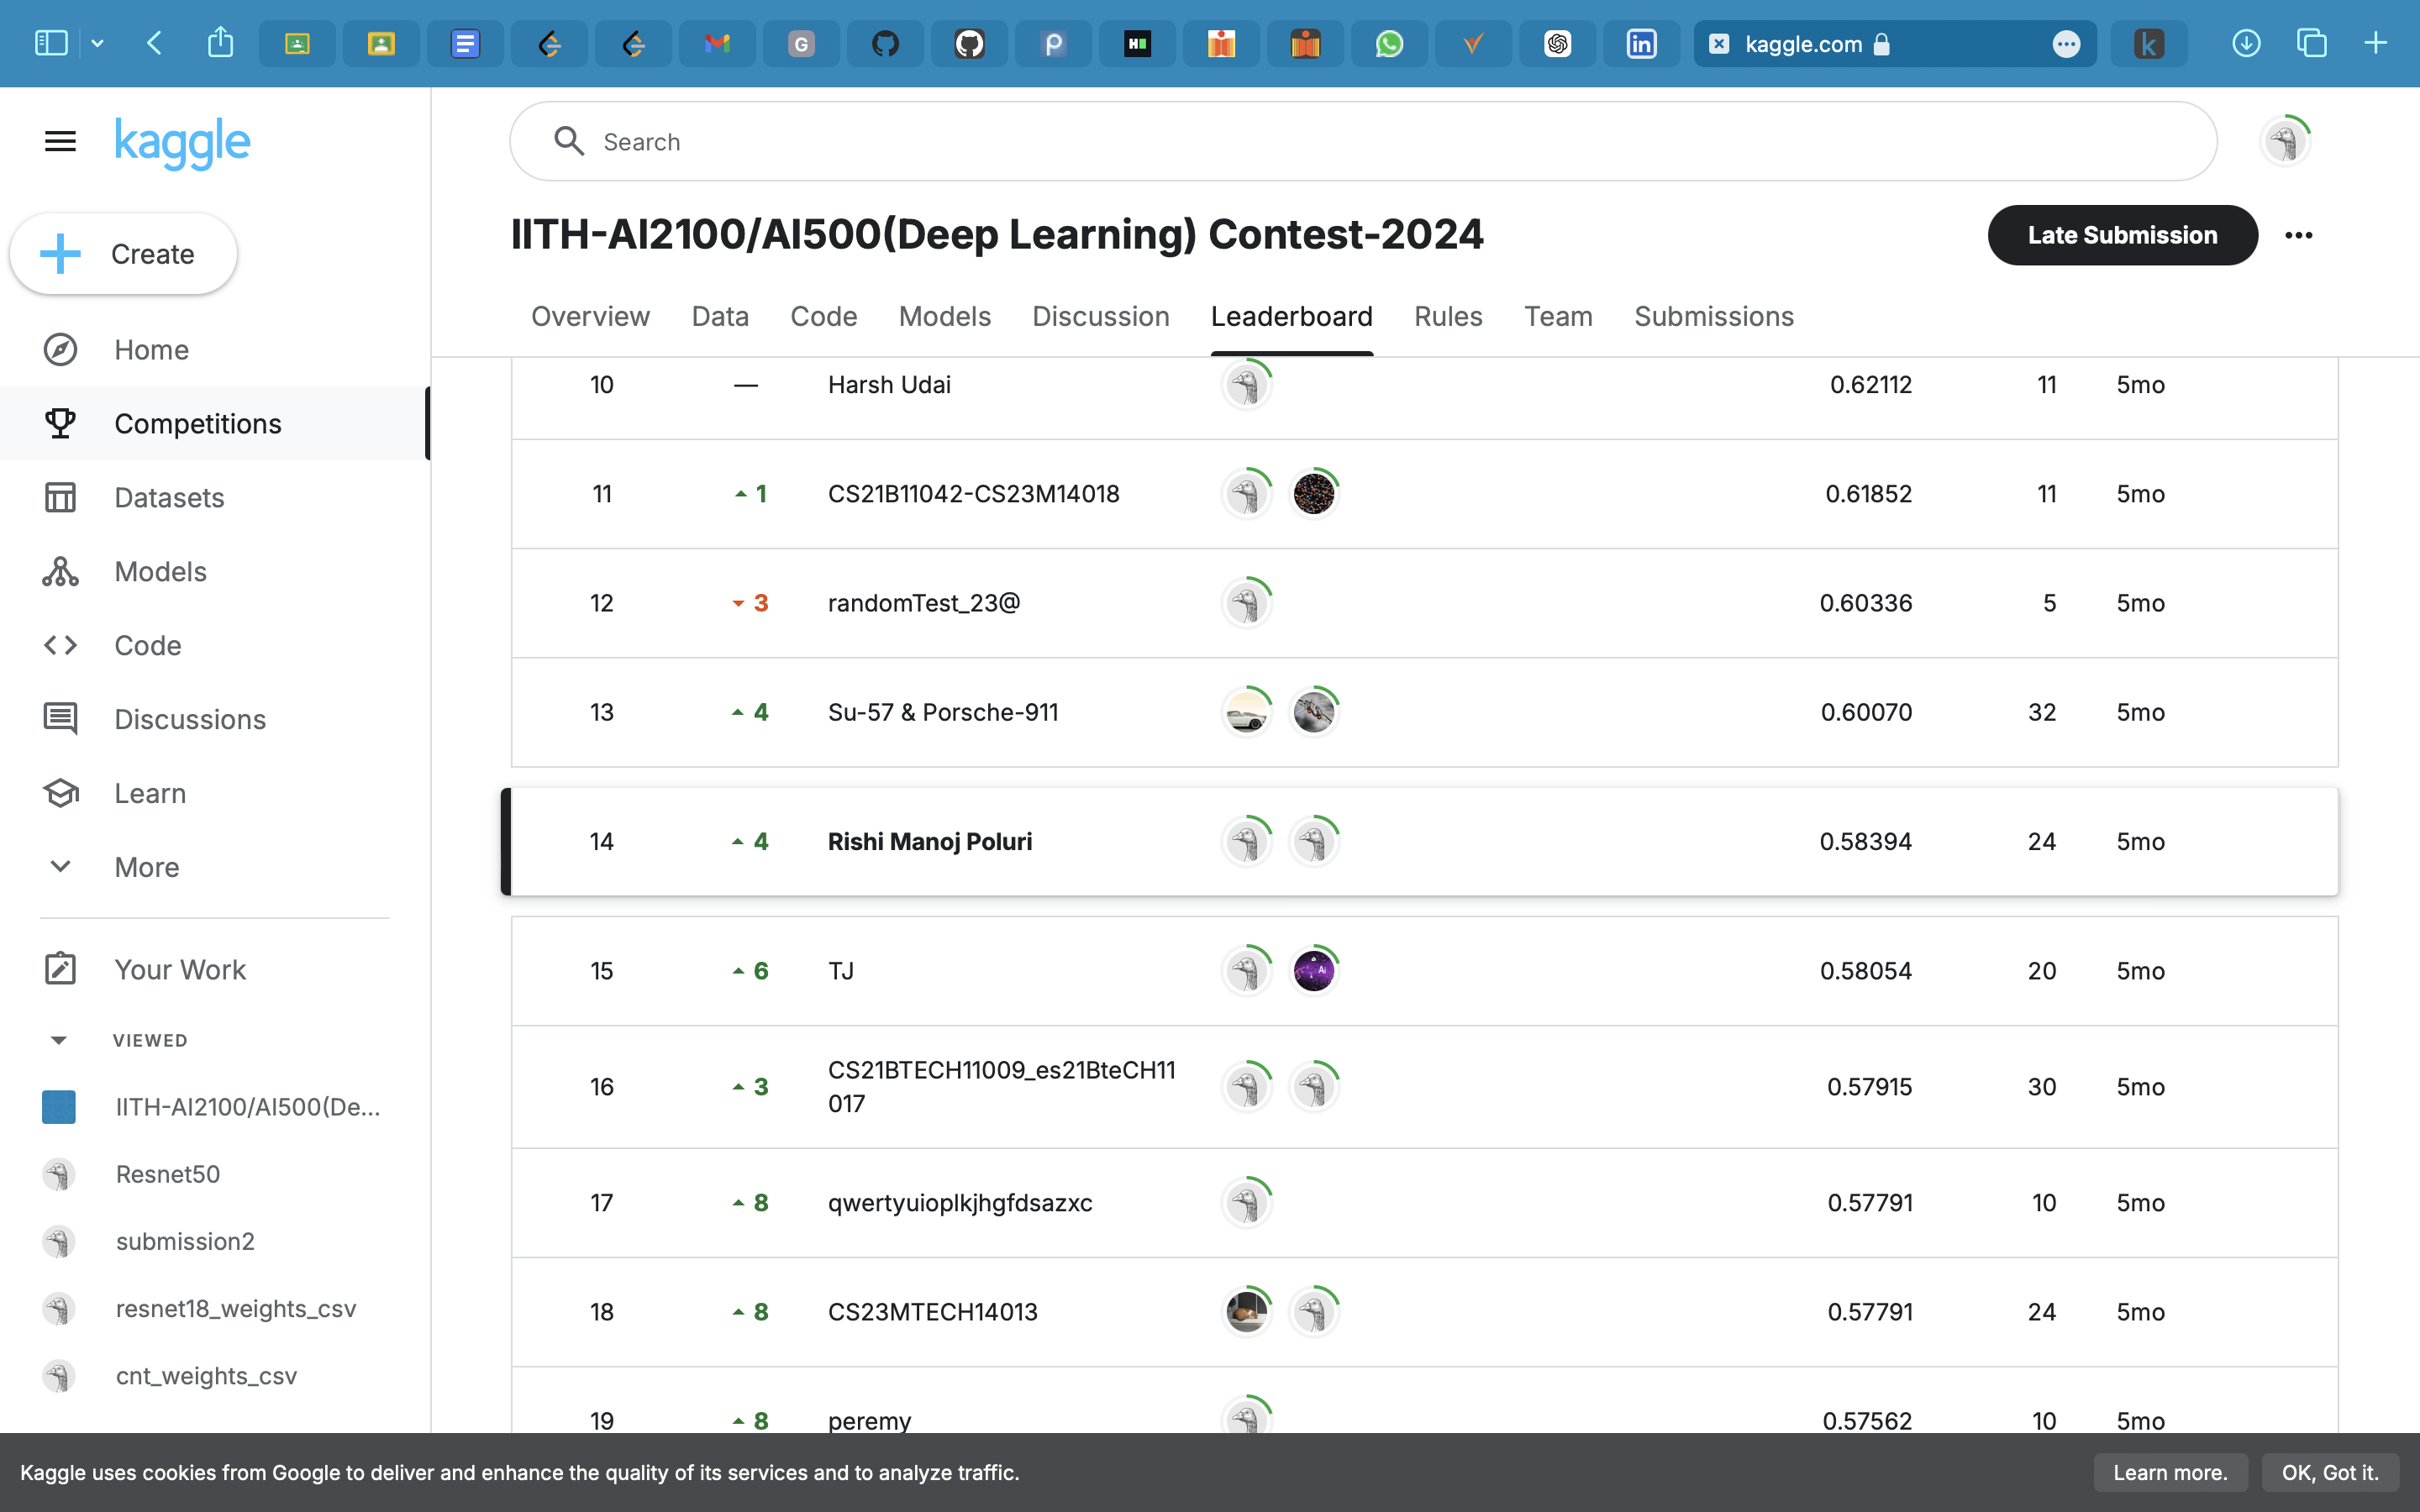 kaggle.com
G
P
H
in
k
kaggle
Search
Create
Home
Competitions
Datasets
Models
Code
Discussions
Learn
More
Your Work
VIEWED
IITH-AI2100/AI500(De...
Resnet50
submission2
resnet18_weights_csv
cnt_weights_csv
IITH-AI2100/AI500(Deep Learning) Contest-2024
Late Submission
Overview Data Code Models Discussion Leaderboard Rules Team Submissions
10 — Harsh Udai 0.62112 11 5mo
11 1 CS21B11042-CS23M14018 0.61852 11 5mo
12 3 randomTest_23@ 0.60336 5 5mo
13 4 Su-57 & Porsche-911 0.60070 32 5mo
14 4 Rishi Manoj Poluri 0.58394 24 5mo
15 6 TJ Ai 0.58054 20 5mo
16 3 CS21BTECH11009_es21BteCH11
017 0.57915 30 5mo
17 8 qwertyuioplkjhgfdsazxc 0.57791 10 5mo
18 8 CS23MTECH14013 0.57791 24 5mo
19 8 peremy 0.57562 10 5mo
Kaggle uses cookies from Google to deliver and enhance the quality of its services and to analyze traffic.
Learn more. OK, Got it.